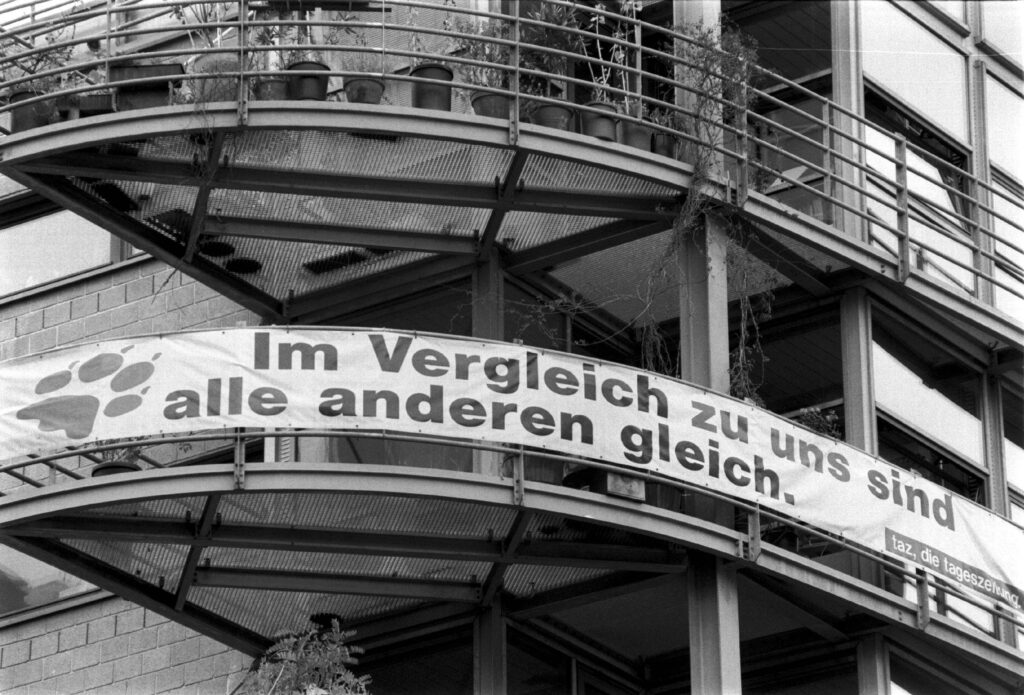 Im Vergleich zu uns sind
alle anderen gleich.
taz, die tageszeitung.